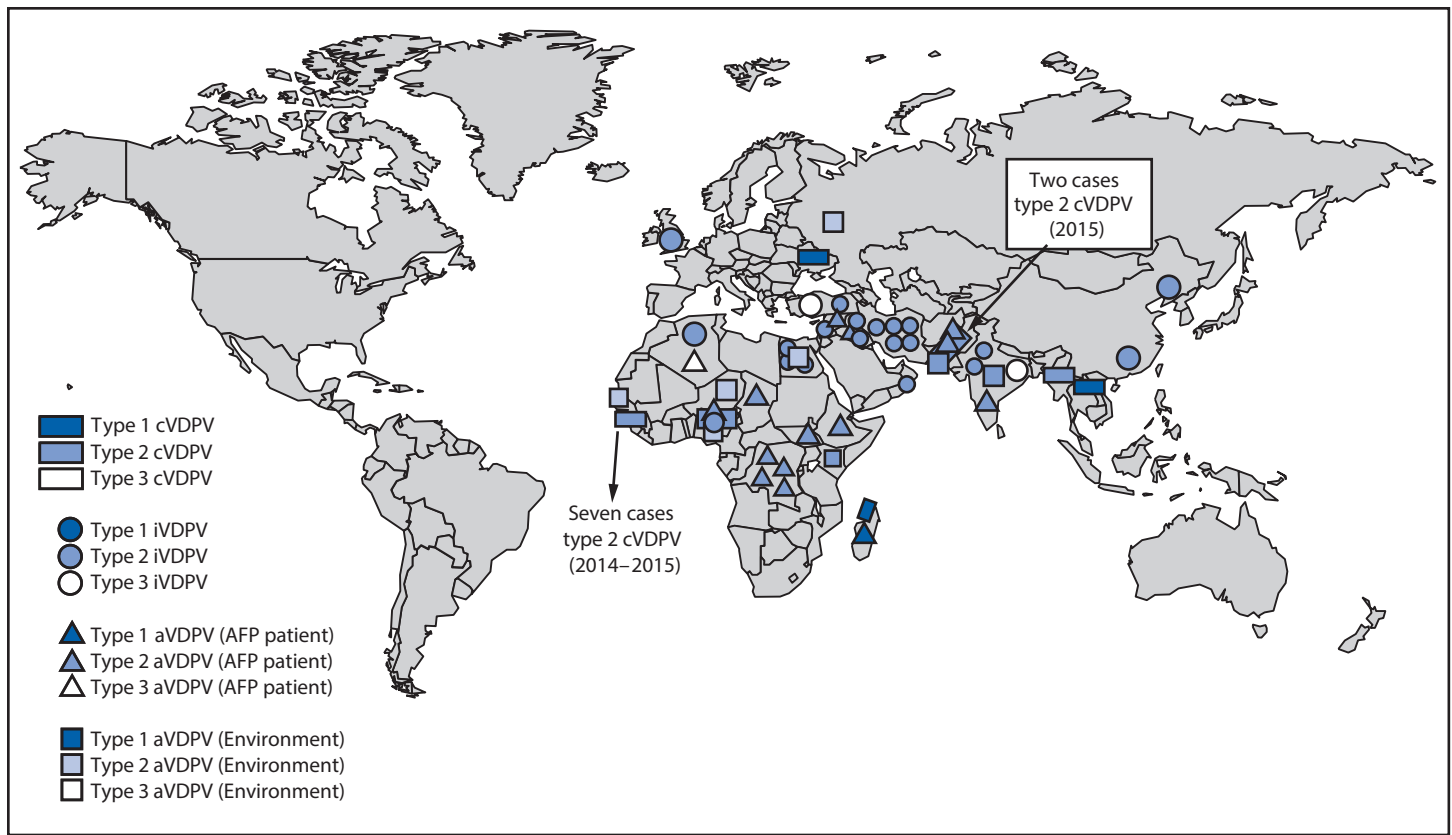 Two cases
type 2 cVDPV
(2015)
Type 1 cVDPV
Type 2 cVDPV
Type 3 cVDPV
Type 1 iVDPV
Type 2 iVDPV
Type 3 iVDPV
Type 1 aVDPV (AFP patient)
Type 2 aVDPV (AFP patient)
Type 3 aVDPV (AFP patient)
Type 1 aVDPV (Environment)
Type 2 aVDPV (Environment)
Type 3 aVDPV (Environment)
Seven cases
type 2 cVDPV
(2014–2015)